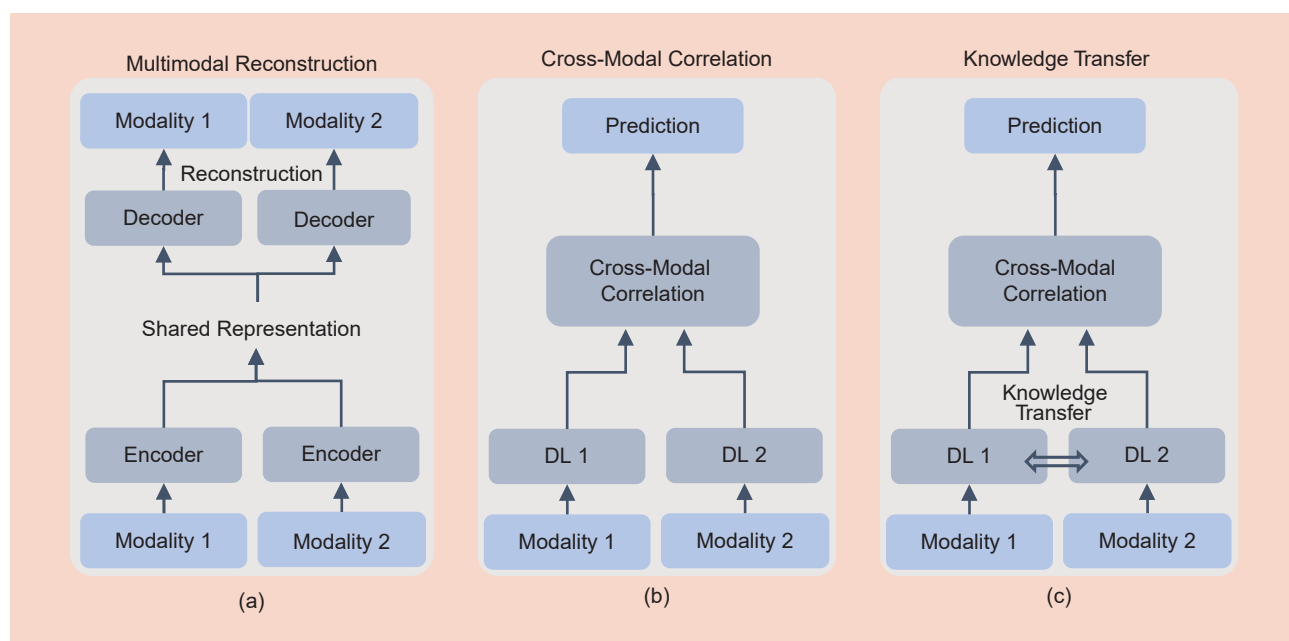 Multimodal Reconstruction
Modality 1
Modality 2
Reconstruction
Decoder
Decoder
Shared Representation
Encoder
Encoder
Modality 1
Modality 2
(a)
Cross-Modal Correlation
Prediction
Cross-Modal
Correlation
DL 1
DL 2
Modality 1
Modality 2
(b)
Knowledge Transfer
Prediction
Cross-Modal
Correlation
Knowledge
Transfer
DL 1
DL 2
Modality 1
Modality 2
(c)